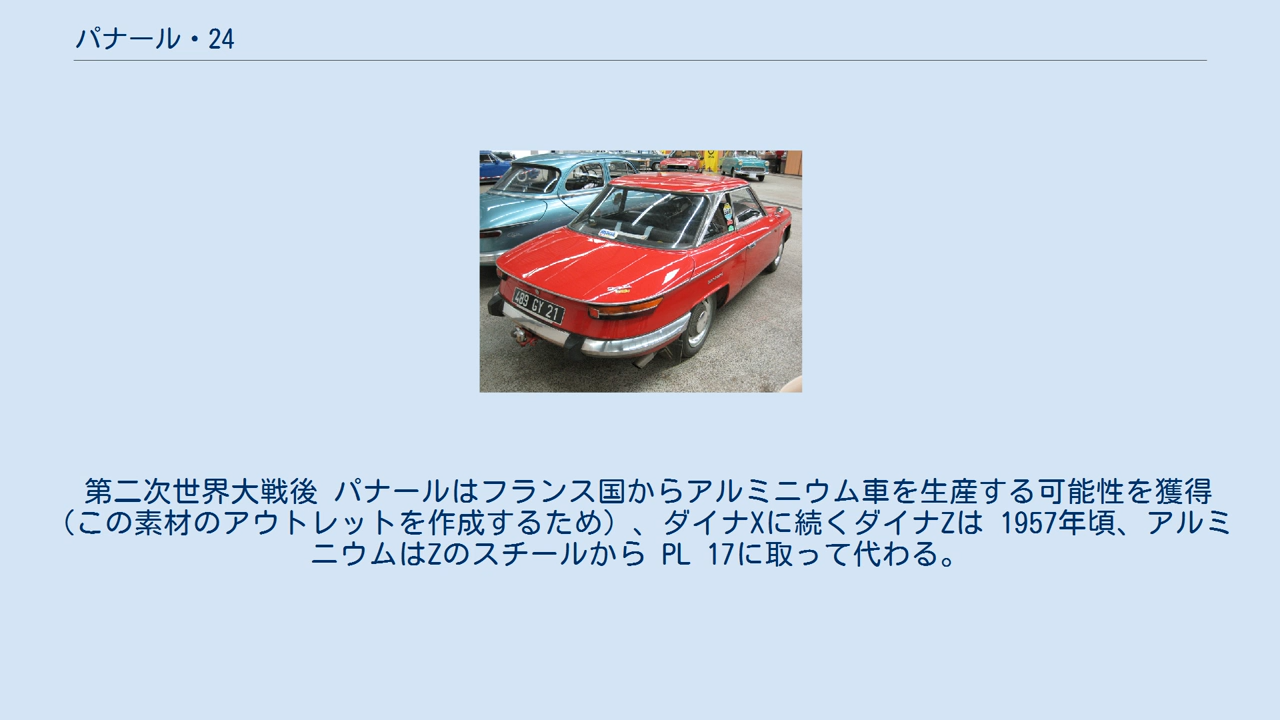 パナール・24
489 GY 21
第二次世界大戦後 パナールはフランス国からアルミニウム車を生産する可能性を獲得
（この素材のアウトレットを作成するため）、ダイナXに続くダイナZは 1957年頃、アルミ
ニウムはZのスチールから PL 17に取って代わる。